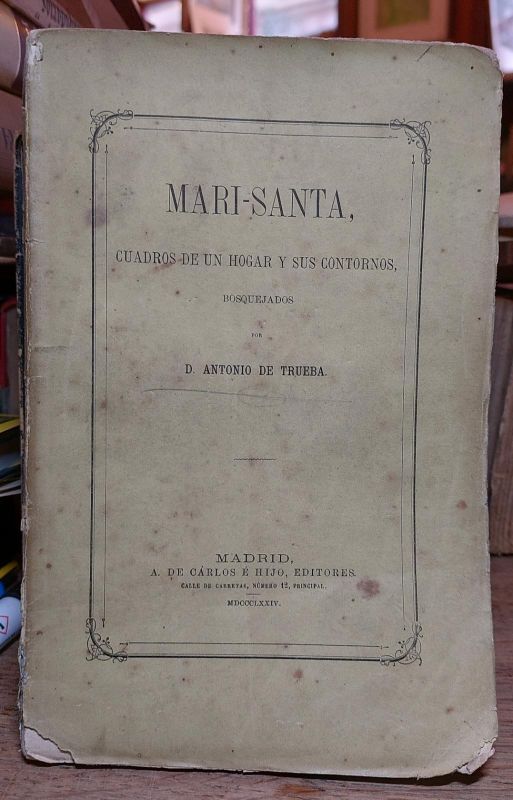 MARI-SANTA,
CUADROS DE UN HOGAR Y SUS CONTORNOS,
BOSQUEJADOS
POR
D. ANTONIO DE TRUEBA.
MADRID,
A. DE CÁRLOS É HIJO, EDITORES.
CALLE DE CARRETAS, NÚMERO 12, PRINCIPAL.
MDCCCLXXIV.